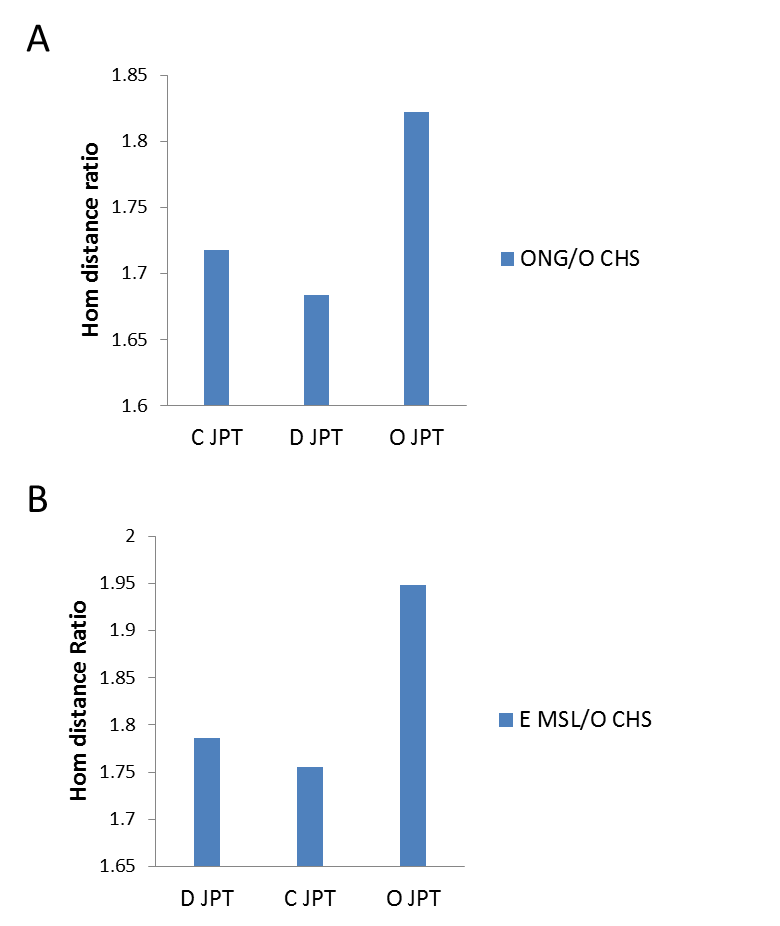 A
Hom distance ratio
1.85
1.8
1.75
1.7
1.65
1.6
C JPT
D JPT
O JPT
ONG/O CHS
B
Hom distance Ratio
2
1.95
1.9
1.85
1.8
1.75
1.7
1.65
D JPT
C JPT
O JPT
E MSL/O CHS